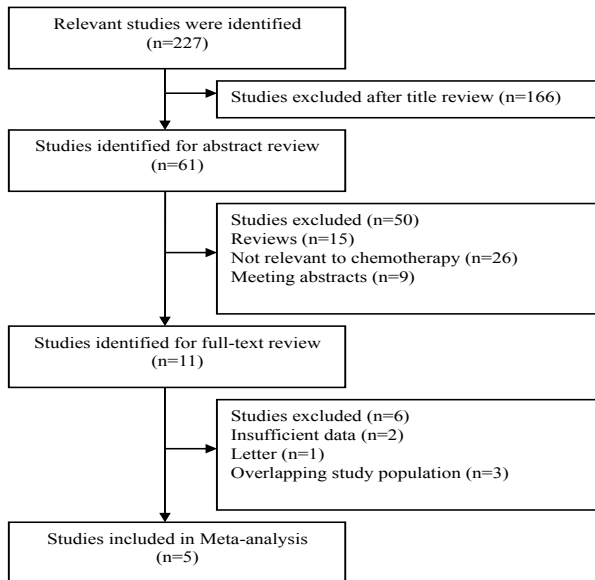 Relevant studies were identified
(n=227)
Studies excluded after title review (n=166)
Studies identified for abstract review
(n=61)
Studies excluded (n=50)
Reviews (n=15)
Not relevant to chemotherapy (n=26)
Meeting abstracts (n=9)
Studies identified for full-text review
(n=11)
Studies excluded (n=6)
Insufficient data (n=2)
Letter (n=1)
Overlapping study population (n=3)
Studies included in Meta-analysis
(n=5)